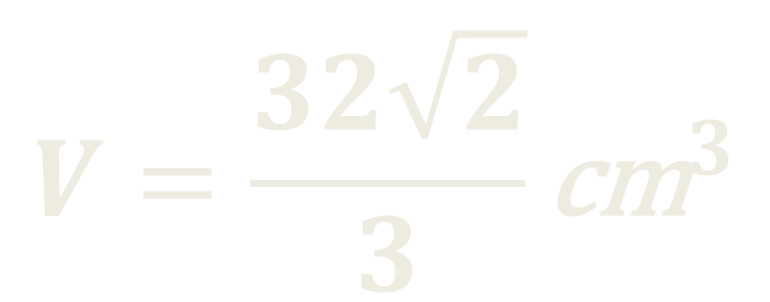 V = 32√2/3 cm³